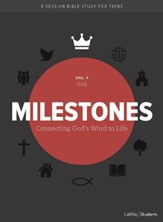 8 SESSION BIBLE STUDY FOR TEENS
VOL. 1
God
MILESTONES
Connecting God's Word to Life
LifeWay | Students